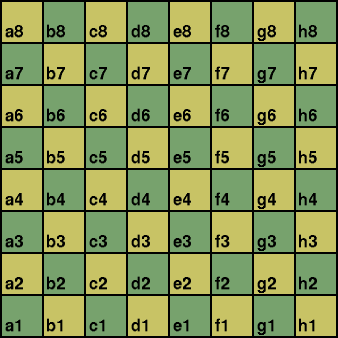 a8 b8 c8 d8 e8 f8 g8 h8
a7 b7 c7 d7 e7 f7 g7 h7
a6 b6 c6 d6 e6 f6 g6 h6
a5 b5 c5 d5 e5 f5 g5 h5
a4 b4 c4 d4 e4 f4 g4 h4
a3 b3 c3 d3 e3 f3 g3 h3
a2 b2 c2 d2 e2 f2 g2 h2
a1 b1 c1 d1 e1 f1 g1 h1